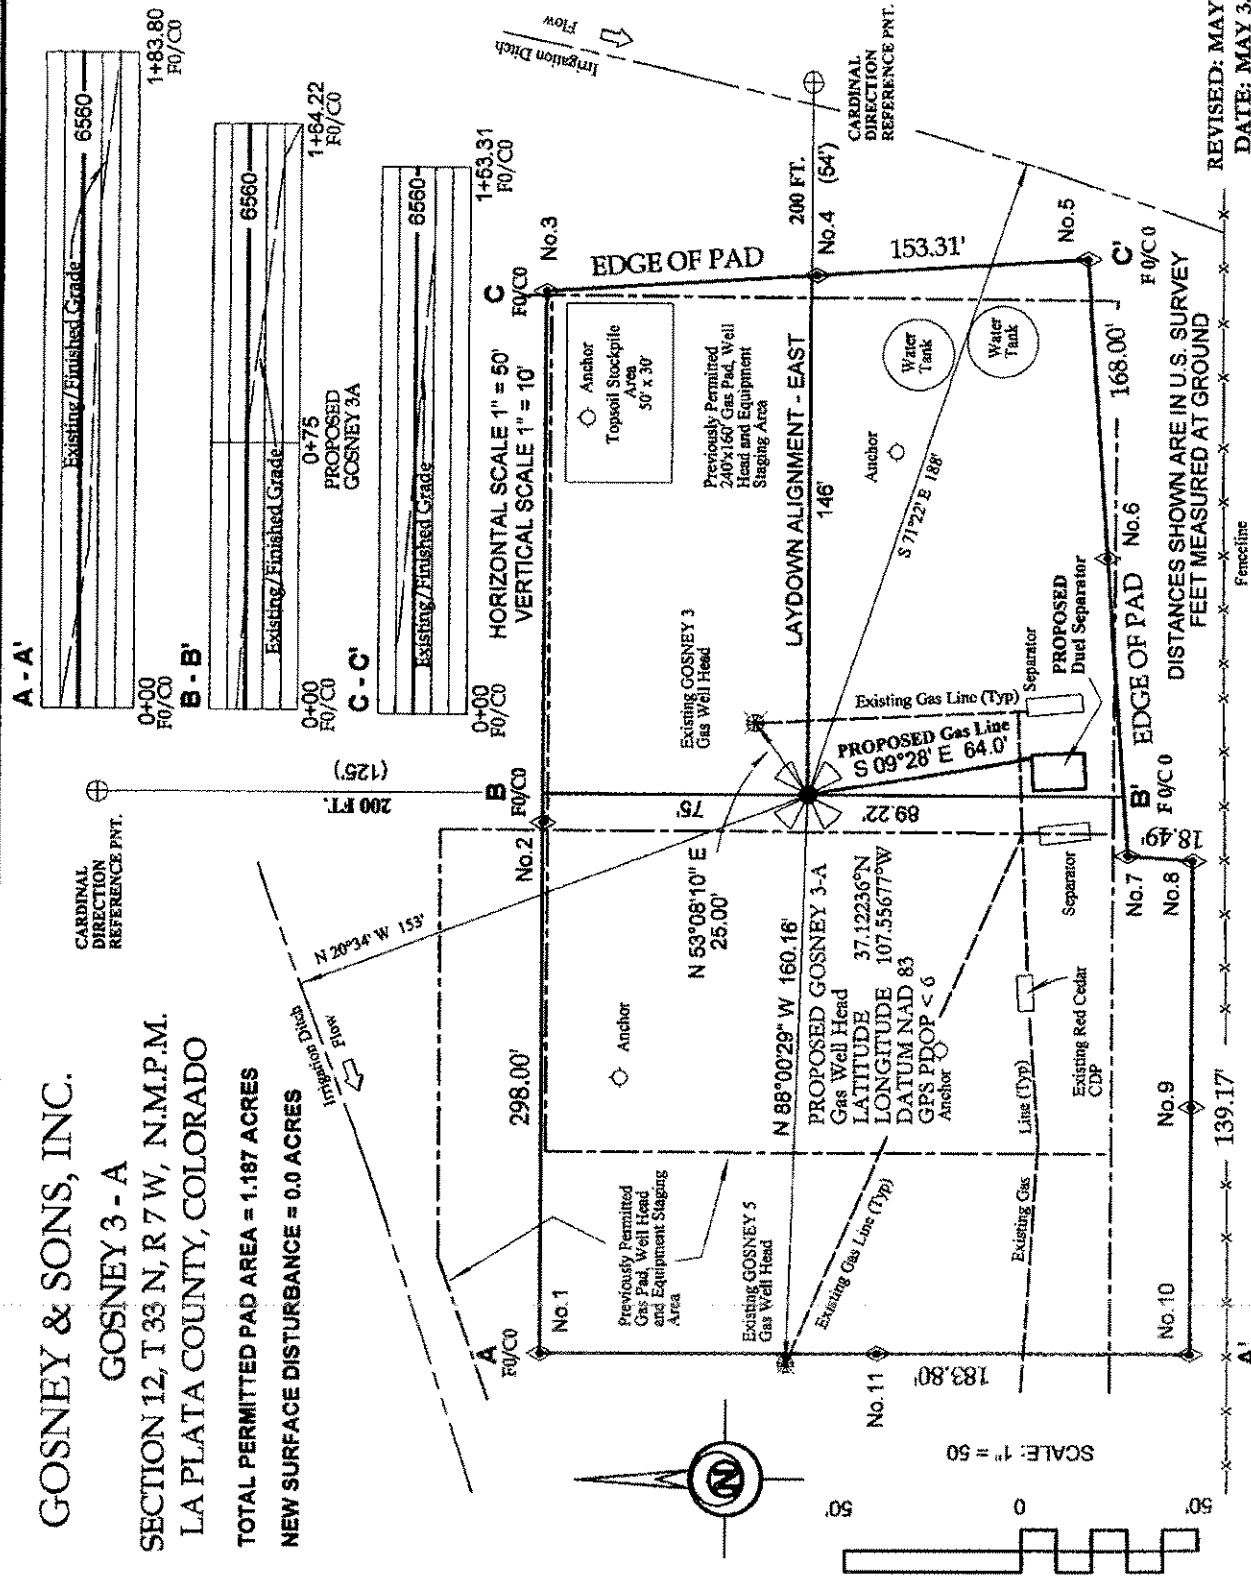 GOSNEY & SONS, INC.
GOSNEY 3 - A
SECTION 12, T 33 N, R 7 W, N.M.P.M.
LA PLATA COUNTY, COLORADO
TOTAL PERMITTED PAD AREA = 1.187 ACRES
NEW SURFACE DISTURBANCE = 0.0 ACRES
A - A'
Existing/Finished Grade
6560
0+00
F0/C0
1+83.80
F0/C0
B - B'
Existing/Finished Grade
6560
0+00
F0/C0
0+75
PROPOSED
GOSNEY 3A
1+64.22
F0/C0
C - C'
Existing/Finished Grade
6560
0+00
F0/C0
1+53.31
F0/C0
HORIZONTAL SCALE 1" = 50'
VERTICAL SCALE 1" = 10'
CARDINAL
DIRECTION
REFERENCE PNT.
200 FT.
(125')
Irrigation Ditch
Flow
N 20°34' W 153'
Irrigation Ditch
Flow
CARDINAL
DIRECTION
REFERENCE PNT.
200 FT.
(54')
A
F0/C0
No.1
298.00'
No.2
B
F0/C0
C
F0/C0
No.3
EDGE OF PAD
No.4
153.31'
No.5
C'
F 0/C 0
Previously Permitted
Gas Pad, Well Head
and Equipment Staging
Area
Anchor
Anchor
Topsoil Stockpile
Area
50' x 30'
Previously Permitted
240'x160' Gas Pad, Well
Head and Equipment
Staging Area
Existing GOSNEY 3
Gas Well Head
75'
N 53°08'10" E
25.00'
LAYDOWN ALIGNMENT - EAST
146'
Water
Tank
Water
Tank
Anchor
S 71°22' E 188'
Existing GOSNEY 5
Gas Well Head
N 88°00'29" W 160.16'
PROPOSED GOSNEY 3-A
Gas Well Head
LATITUDE 37.12236°N
LONGITUDE 107.55677°W
DATUM NAD 83
GPS PDOP < 6
Anchor
89.22'
Existing Gas Line (Typ)
PROPOSED Gas Line
S 09°28' E 64.0'
Separator
PROPOSED
Duel Separator
Existing Gas Line (Typ)
Existing Gas Line (Typ)
Existing Red Cedar
CDP
Separator
168.00'
No.6
EDGE OF PAD
B'
F 0/C 0
No.7
18.49'
No.8
No.9
139.17'
No.10
A'
No.11
183.80'
SCALE: 1" = 50
50'
0
50'
N
DISTANCES SHOWN ARE IN U.S. SURVEY
FEET MEASURED AT GROUND
Fenceline
REVISED: MAY
DATE: MAY 3